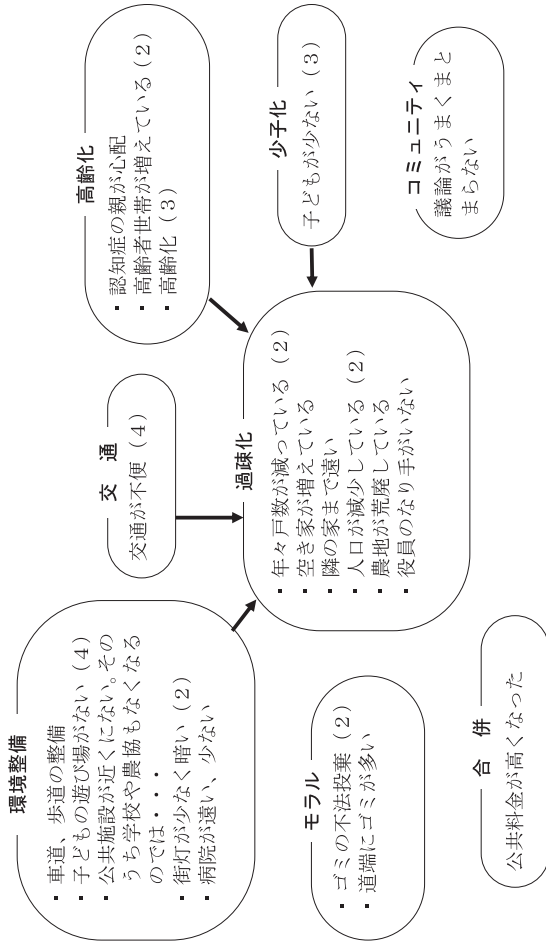 環境整備
・車道、歩道の整備
・子どもの遊び場がない（4）
・公共施設が近くにない。その
うち学校や農協もなくなる
のでは・・・
・街灯が少なく暗い（2）
・病院が遠い、少ない
交　通
交通が不便（4）
高齢化
・認知症の親が心配
・高齢者世帯が増えている（2）
・高齢化（3）
モラル
・ゴミの不法投棄（2）
・道端にゴミが多い
過疎化
・年々戸数が減っている（2）
・空き家が増えている
・隣の家まで遠い
・人口が減少している（2）
・農地が荒廃している
・役員のなり手がいない
少子化
子どもが少ない（3）
合　併
公共料金が高くなった
コミュニティ
議論がうまくまと
まらない